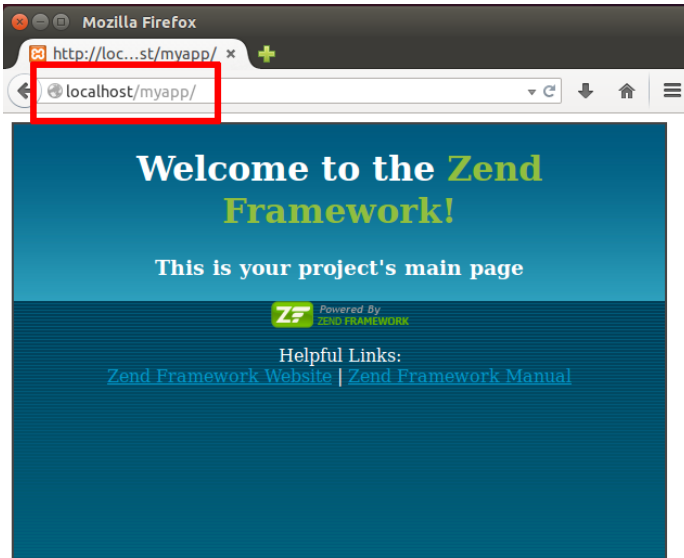 Mozilla Firefox
http://loc...st/myapp/
localhost/myapp/
Welcome to the Zend
Framework!
This is your project's main page
ZF Powered By
ZEND FRAMEWORK
Helpful Links:
Zend Framework Website | Zend Framework Manual